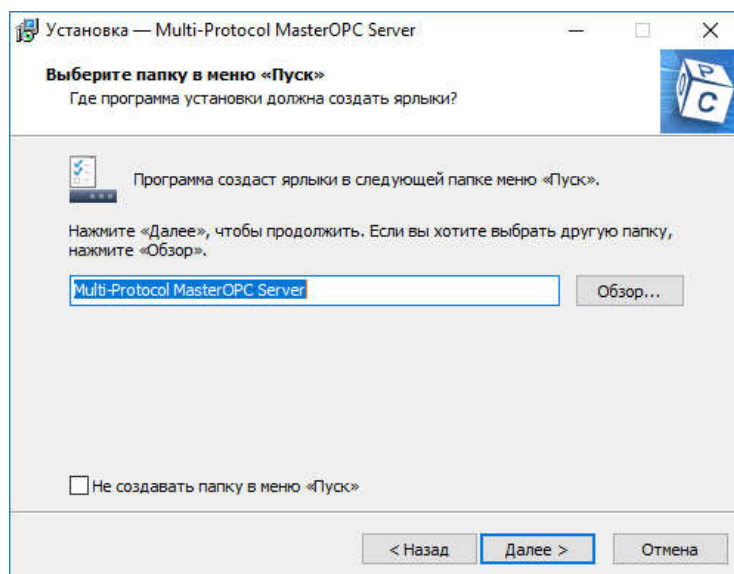 Установка — Multi-Protocol MasterOPC Server
Выберите папку в меню «Пуск»
Где программа установки должна создать ярлыки?
P
C
Программа создаст ярлыки в следующей папке меню «Пуск».
Нажмите «Далее», чтобы продолжить. Если вы хотите выбрать другую папку,
нажмите «Обзор».
Multi-Protocol MasterOPC Server
Обзор...
Не создавать папку в меню «Пуск»
< Назад
Далее >
Отмена